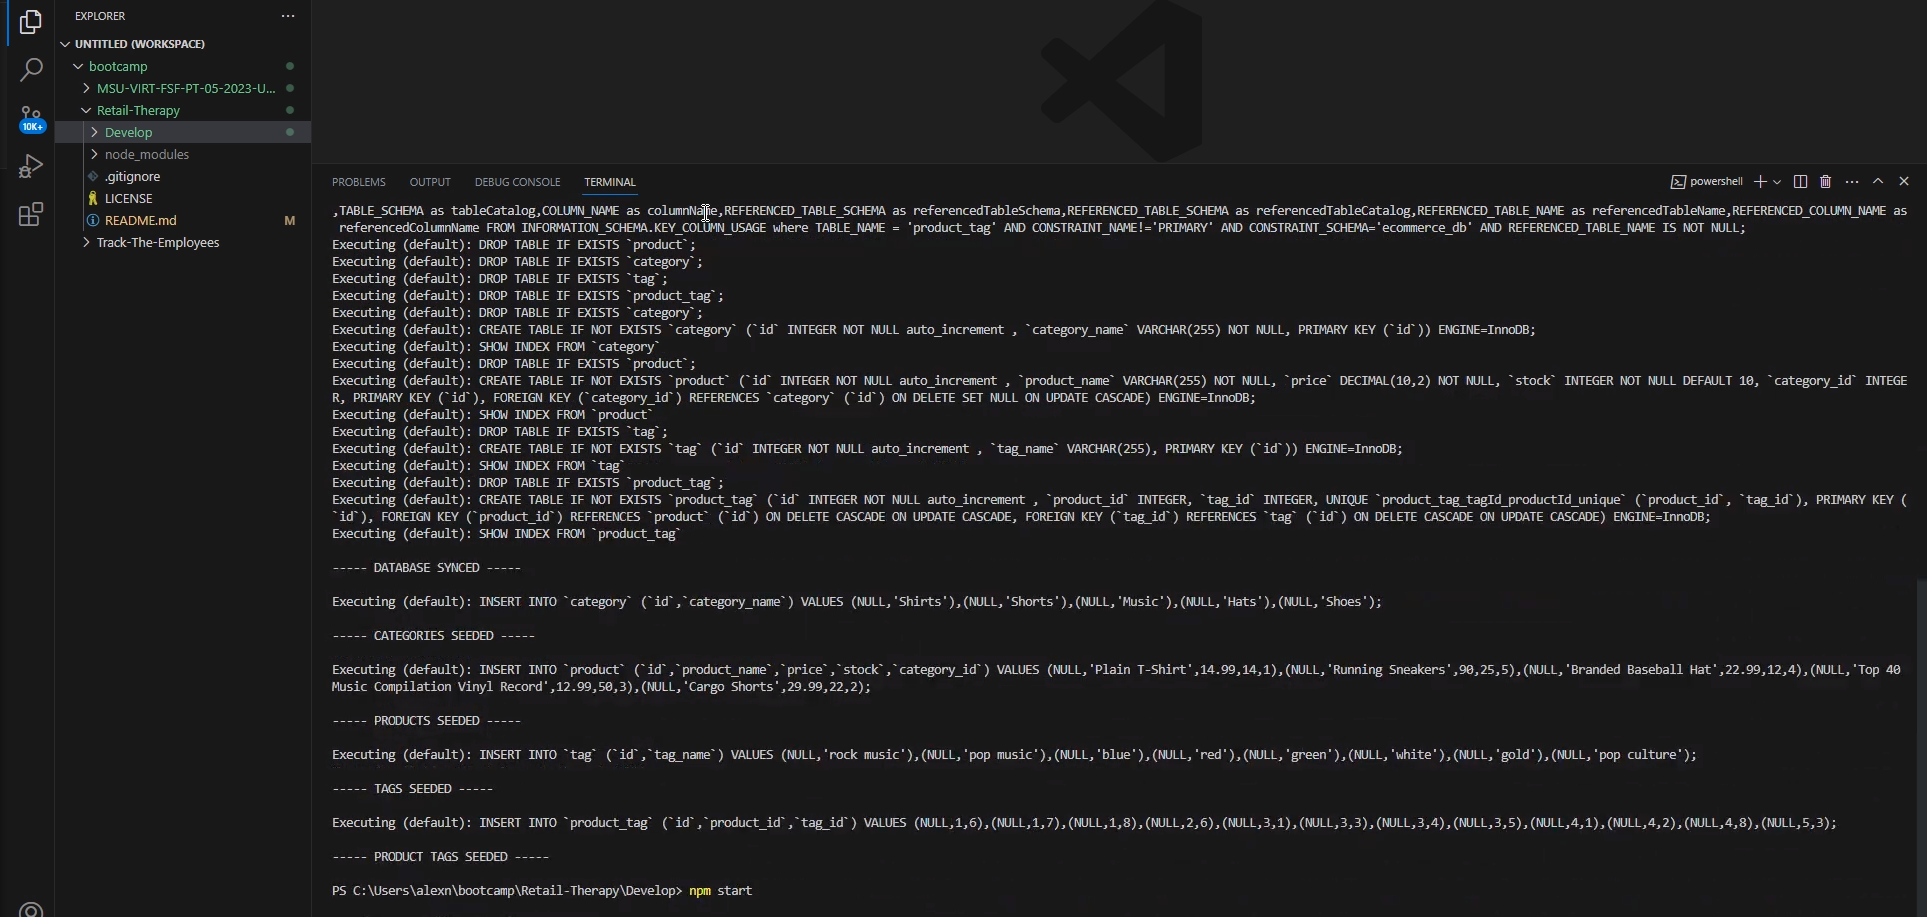 EXPLORER
UNTITLED (WORKSPACE)
bootcamp
MSU-VIRT-FSF-PT-05-2023-U...
Retail-Therapy
Develop
node_modules
.gitignore
LICENSE
README.md M
Track-The-Employees
10K+
PROBLEMS OUTPUT DEBUG CONSOLE TERMINAL
powershell
,TABLE_SCHEMA as tableCatalog,COLUMN_NAME as columnName,REFERENCED_TABLE_SCHEMA as referencedTableSchema,REFERENCED_TABLE_SCHEMA as referencedTableCatalog,REFERENCED_TABLE_NAME as referencedTableName,REFERENCED_COLUMN_NAME as
referencedColumnName FROM INFORMATION_SCHEMA.KEY_COLUMN_USAGE where TABLE_NAME = 'product_tag' AND CONSTRAINT_NAME!='PRIMARY' AND CONSTRAINT_SCHEMA='ecommerce_db' AND REFERENCED_TABLE_NAME IS NOT NULL;
Executing (default): DROP TABLE IF EXISTS `product`;
Executing (default): DROP TABLE IF EXISTS `category`;
Executing (default): DROP TABLE IF EXISTS `tag`;
Executing (default): DROP TABLE IF EXISTS `product_tag`;
Executing (default): DROP TABLE IF EXISTS `category`;
Executing (default): CREATE TABLE IF NOT EXISTS `category` (`id` INTEGER NOT NULL auto_increment , `category_name` VARCHAR(255) NOT NULL, PRIMARY KEY (`id`)) ENGINE=InnoDB;
Executing (default): SHOW INDEX FROM `category`
Executing (default): DROP TABLE IF EXISTS `product`;
Executing (default): CREATE TABLE IF NOT EXISTS `product` (`id` INTEGER NOT NULL auto_increment , `product_name` VARCHAR(255) NOT NULL, `price` DECIMAL(10,2) NOT NULL, `stock` INTEGER NOT NULL DEFAULT 10, `category_id` INTEGE
R, PRIMARY KEY (`id`), FOREIGN KEY (`category_id`) REFERENCES `category` (`id`) ON DELETE SET NULL ON UPDATE CASCADE) ENGINE=InnoDB;
Executing (default): SHOW INDEX FROM `product`
Executing (default): DROP TABLE IF EXISTS `tag`;
Executing (default): CREATE TABLE IF NOT EXISTS `tag` (`id` INTEGER NOT NULL auto_increment , `tag_name` VARCHAR(255), PRIMARY KEY (`id`)) ENGINE=InnoDB;
Executing (default): SHOW INDEX FROM `tag`
Executing (default): DROP TABLE IF EXISTS `product_tag`;
Executing (default): CREATE TABLE IF NOT EXISTS `product_tag` (`id` INTEGER NOT NULL auto_increment , `product_id` INTEGER, `tag_id` INTEGER, UNIQUE `product_tag_tagId_productId_unique` (`product_id`, `tag_id`), PRIMARY KEY (
`id`), FOREIGN KEY (`product_id`) REFERENCES `product` (`id`) ON DELETE CASCADE ON UPDATE CASCADE, FOREIGN KEY (`tag_id`) REFERENCES `tag` (`id`) ON DELETE CASCADE ON UPDATE CASCADE) ENGINE=InnoDB;
Executing (default): SHOW INDEX FROM `product_tag`
----- DATABASE SYNCED -----
Executing (default): INSERT INTO `category` (`id`,`category_name`) VALUES (NULL,'Shirts'),(NULL,'Shorts'),(NULL,'Music'),(NULL,'Hats'),(NULL,'Shoes');
----- CATEGORIES SEEDED -----
Executing (default): INSERT INTO `product` (`id`,`product_name`,`price`,`stock`,`category_id`) VALUES (NULL,'Plain T-Shirt',14.99,14,1),(NULL,'Running Sneakers',90,25,5),(NULL,'Branded Baseball Hat',22.99,12,4),(NULL,'Top 40
Music Compilation Vinyl Record',12.99,50,3),(NULL,'Cargo Shorts',29.99,22,2);
----- PRODUCTS SEEDED -----
Executing (default): INSERT INTO `tag` (`id`,`tag_name`) VALUES (NULL,'rock music'),(NULL,'pop music'),(NULL,'blue'),(NULL,'red'),(NULL,'green'),(NULL,'white'),(NULL,'gold'),(NULL,'pop culture');
----- TAGS SEEDED -----
Executing (default): INSERT INTO `product_tag` (`id`,`product_id`,`tag_id`) VALUES (NULL,1,6),(NULL,1,7),(NULL,1,8),(NULL,2,6),(NULL,3,1),(NULL,3,3),(NULL,3,4),(NULL,3,5),(NULL,4,1),(NULL,4,2),(NULL,4,8),(NULL,5,3);
----- PRODUCT TAGS SEEDED -----
PS C:\Users\alexn\bootcamp\Retail-Therapy\Develop> npm start